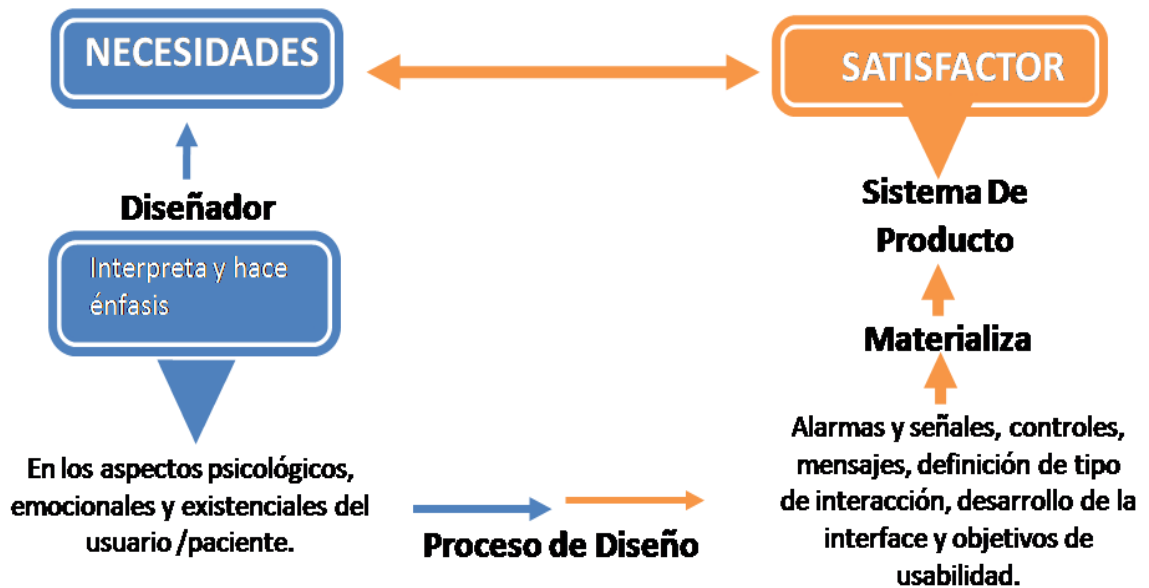 NECESIDADES
Diseñador
Interpreta y hace
énfasis
En los aspectos psicológicos,
emocionales y existenciales del
usuario /paciente.
Proceso de Diseño
SATISFACTOR
Sistema De
Producto
Materializa
Alarmas y señales, controles,
mensajes, definición de tipo
de interacción, desarrollo de la
interface y objetivos de
usabilidad.